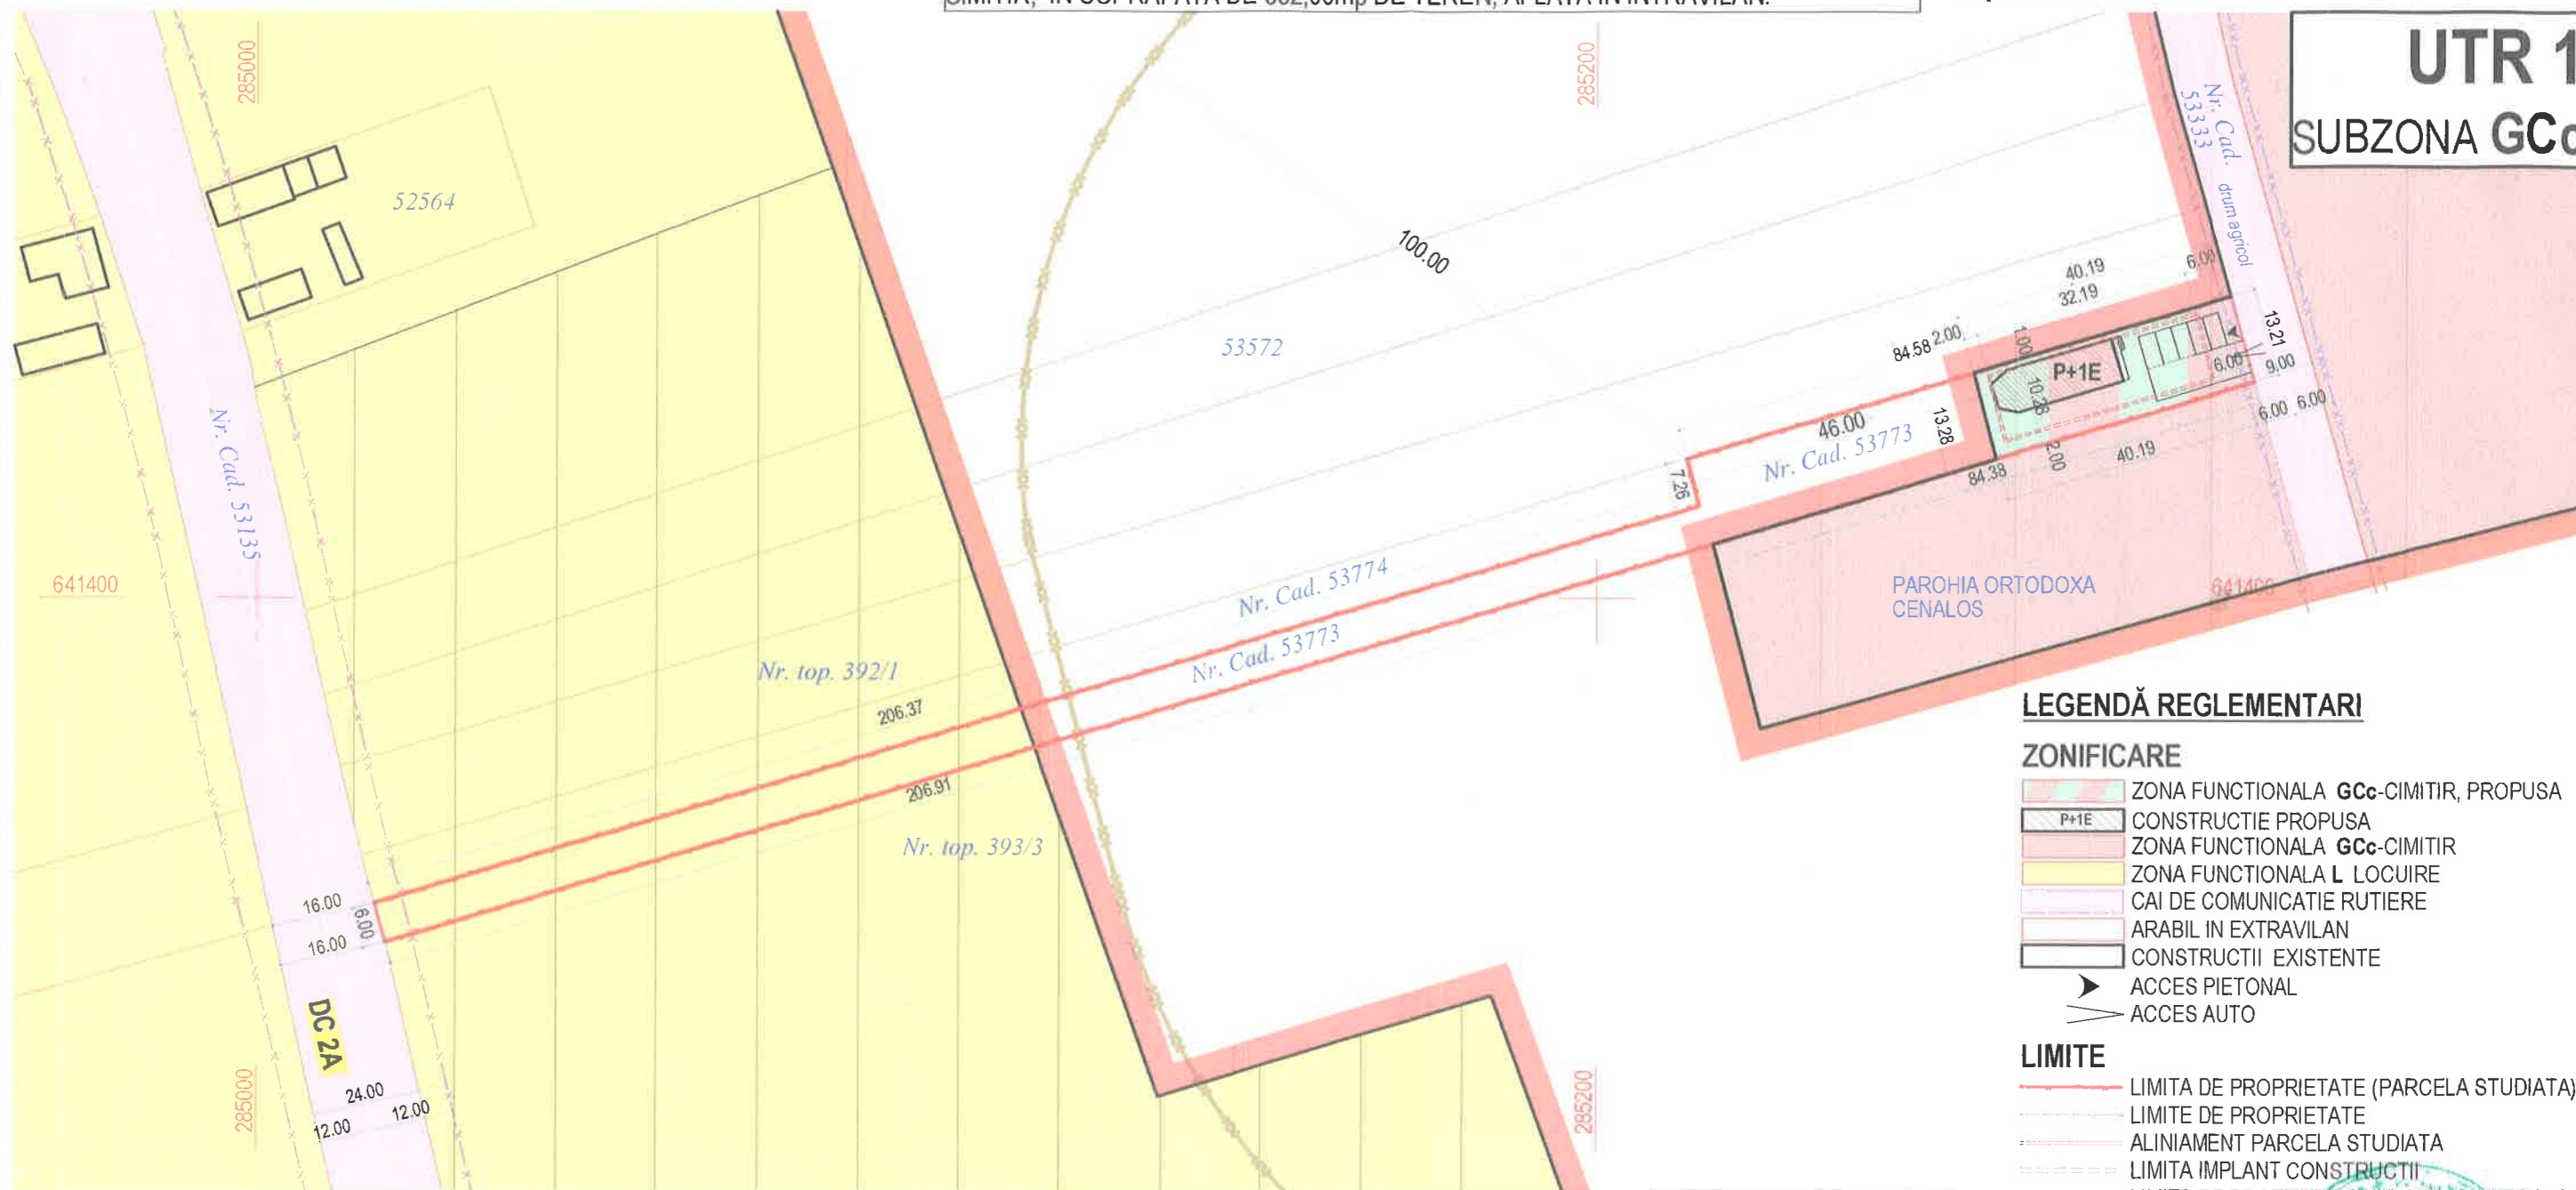 UTR 1
SUBZONA GCc
285000
285200
Nr. Cad.
53333
drum agricol
52564
100.00
53572
40.19
32.19
6.00
84.58
2.00
1.00
10.28
P+1E
13.21
6.00
9.00
6.00
6.00
46.00
13.28
Nr. Cad. 53773
7.26
84.38
2.00
40.19
Nr. Cad. 53135
641400
Nr. Cad. 53774
Nr. Cad. 53773
PAROHIA ORTODOXA
CENALOS
641400
Nr. top. 392/1
206.37
206.91
Nr. top. 393/3
16.00
6.00
16.00
DC 2A
24.00
12.00
12.00
285000
285200
LEGENDĂ REGLEMENTARI
ZONIFICARE
ZONA FUNCTIONALA GCc-CIMITIR, PROPUSA
P+1E CONSTRUCTIE PROPUSA
ZONA FUNCTIONALA GCc-CIMITIR
ZONA FUNCTIONALA L LOCUIRE
CAI DE COMUNICATIE RUTIERE
ARABIL IN EXTRAVILAN
CONSTRUCTII EXISTENTE
ACCES PIETONAL
ACCES AUTO
LIMITE
LIMITA DE PROPRIETATE (PARCELA STUDIATA)
LIMITE DE PROPRIETATE
ALINIAMENT PARCELA STUDIATA
LIMITA IMPLANT CONSTRUCTII